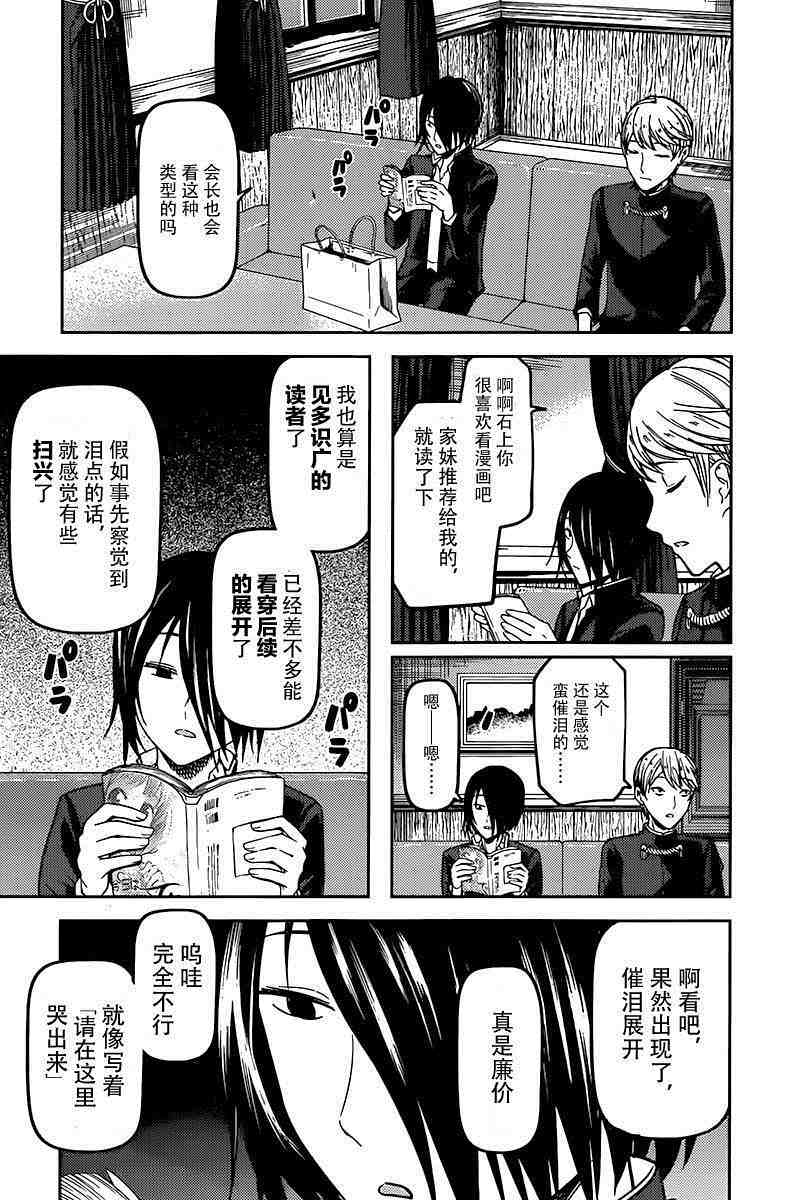 会长也会
看这种
类型的吗
パラ
パラ
啊啊石上你
很喜欢看漫画吧
家妹推荐给我的,
就读了下
这个
还是感觉
蛮催泪的……
嗯——嗯……
我也算是
见多识广的
读者了
已经差不多能
看穿后续
的展开了
假如事先察觉到
泪点的话,
就感觉有些
扫兴了
パラ
パラ
啊看吧,
果然出现了,
催泪展开
真是廉价
呜哇
完全不行
就像写着
「请在这里
哭出来」